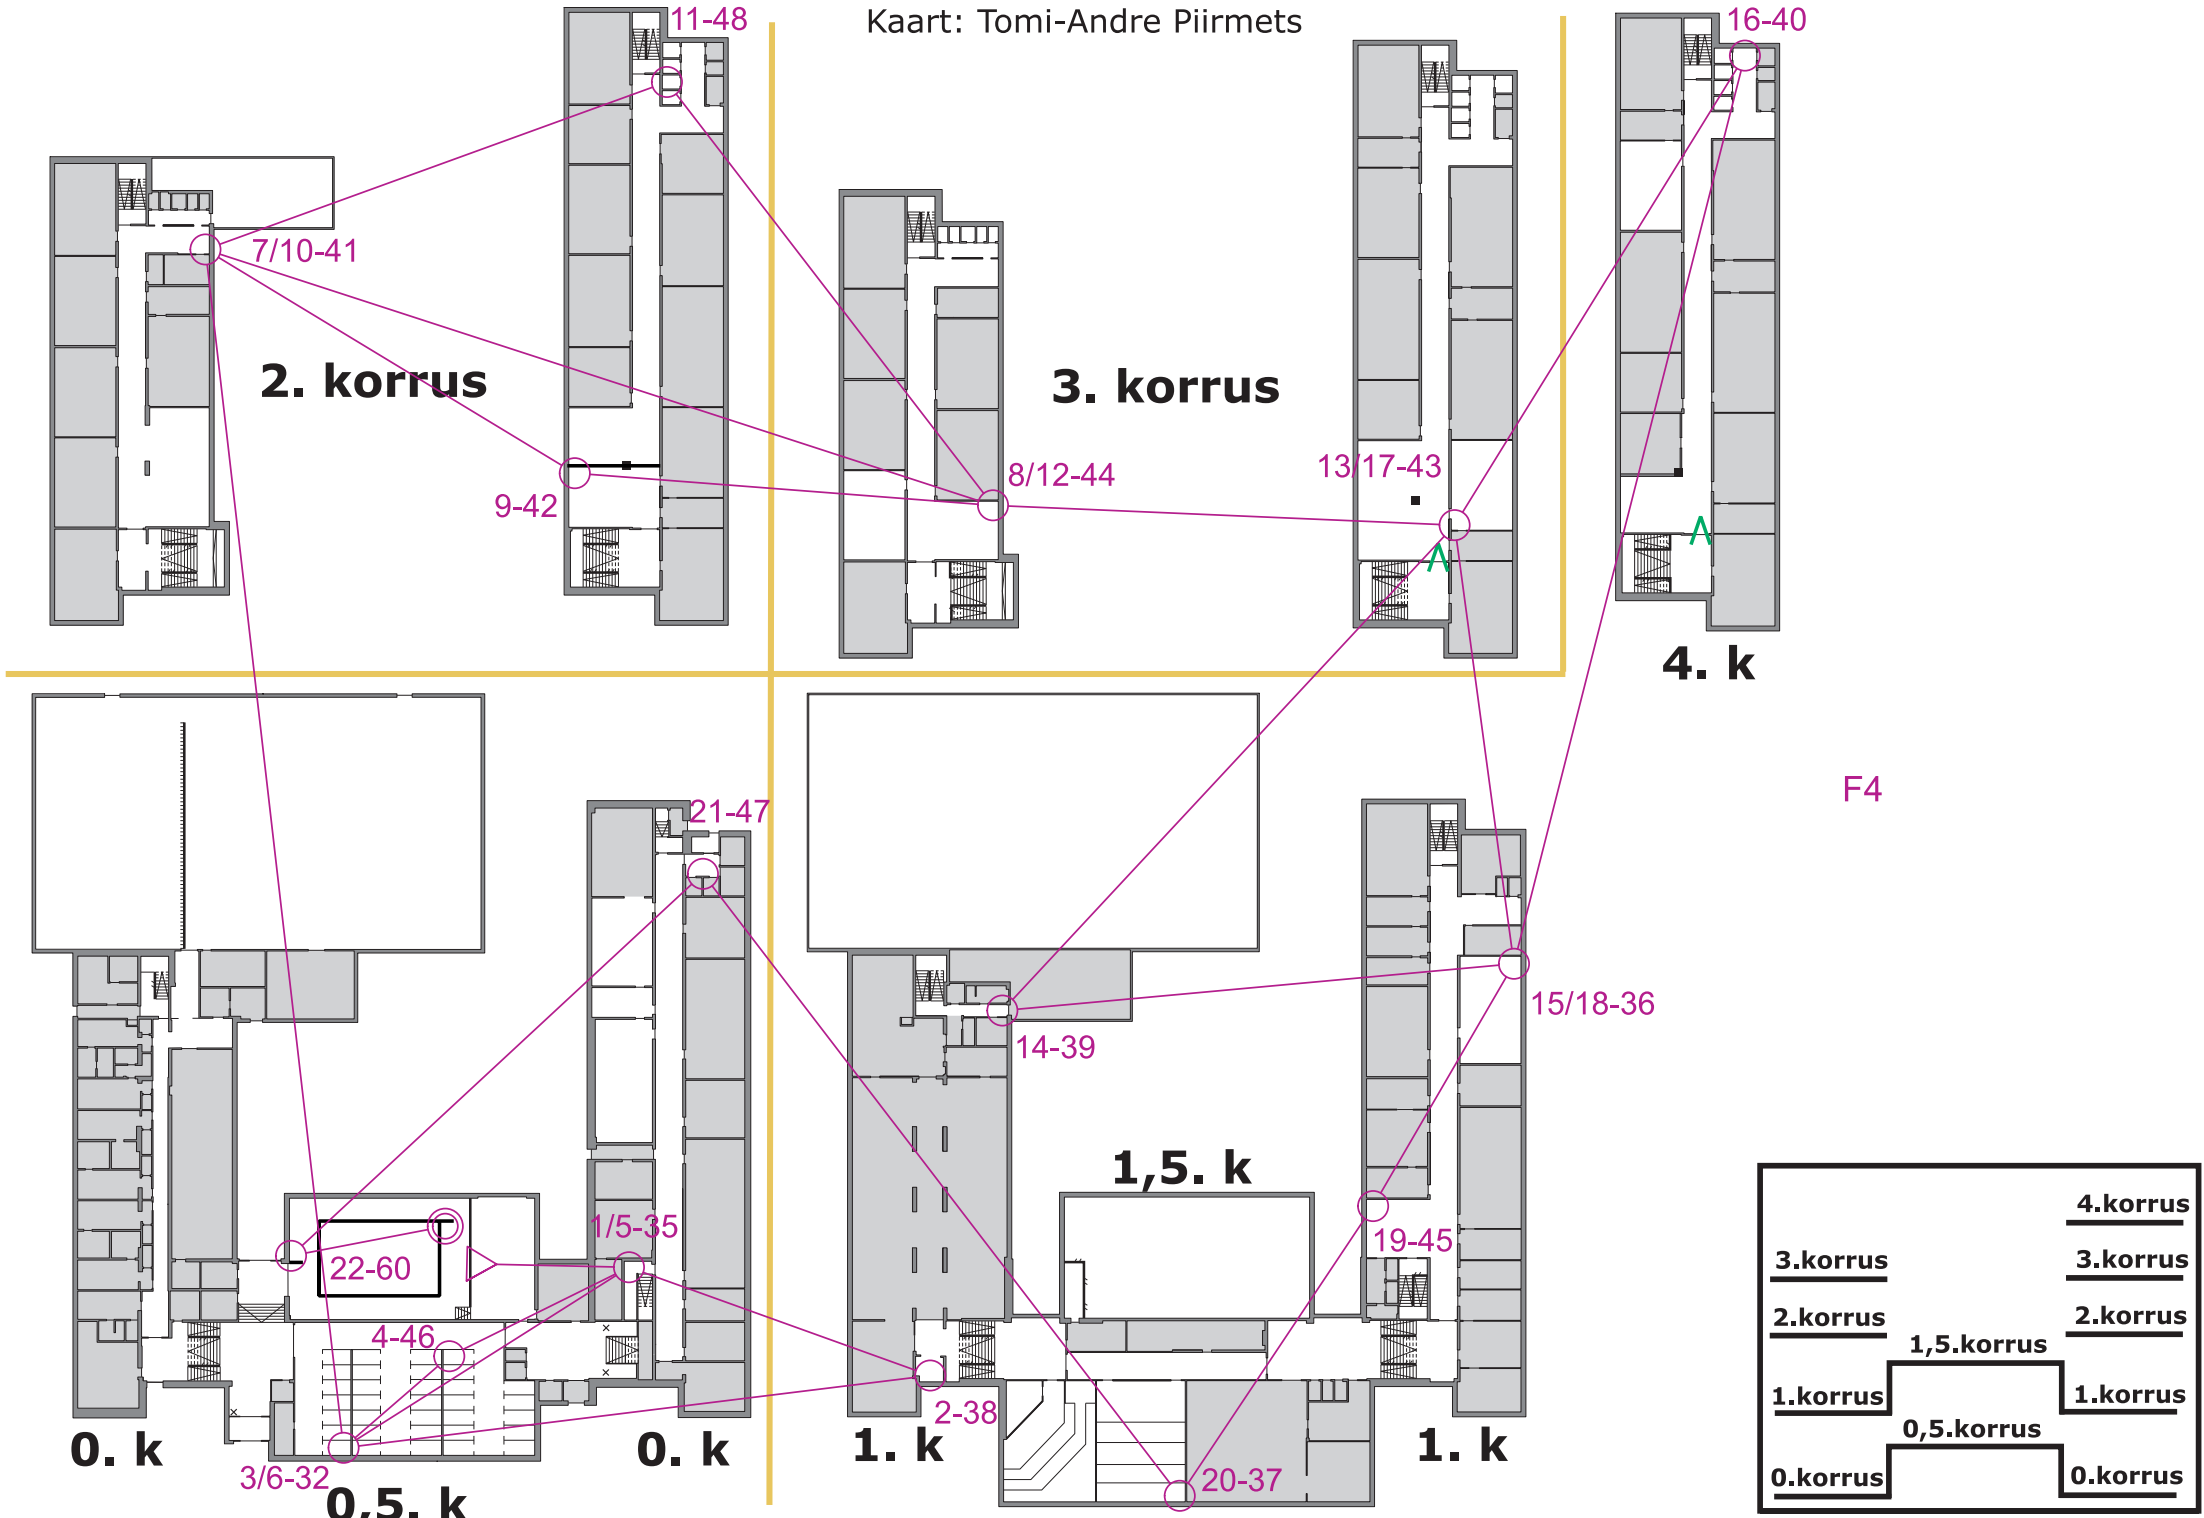 Kaart: Tomi-Andre Piirmets
11-48
16-40
7/10-41
2. korrus
3. korrus
9-42
8/12-44
13/17-43
4. k
F4
21-47
15/18-36
14-39
1,5. k
1/5-35
19-45
22-60
4-46
2-38
0. k
0. k
1. k
1. k
3/6-32
20-37
0,5. k
4.korrus
3.korrus
3.korrus
2.korrus
2.korrus
1,5.korrus
1.korrus
1.korrus
0,5.korrus
0.korrus
0.korrus